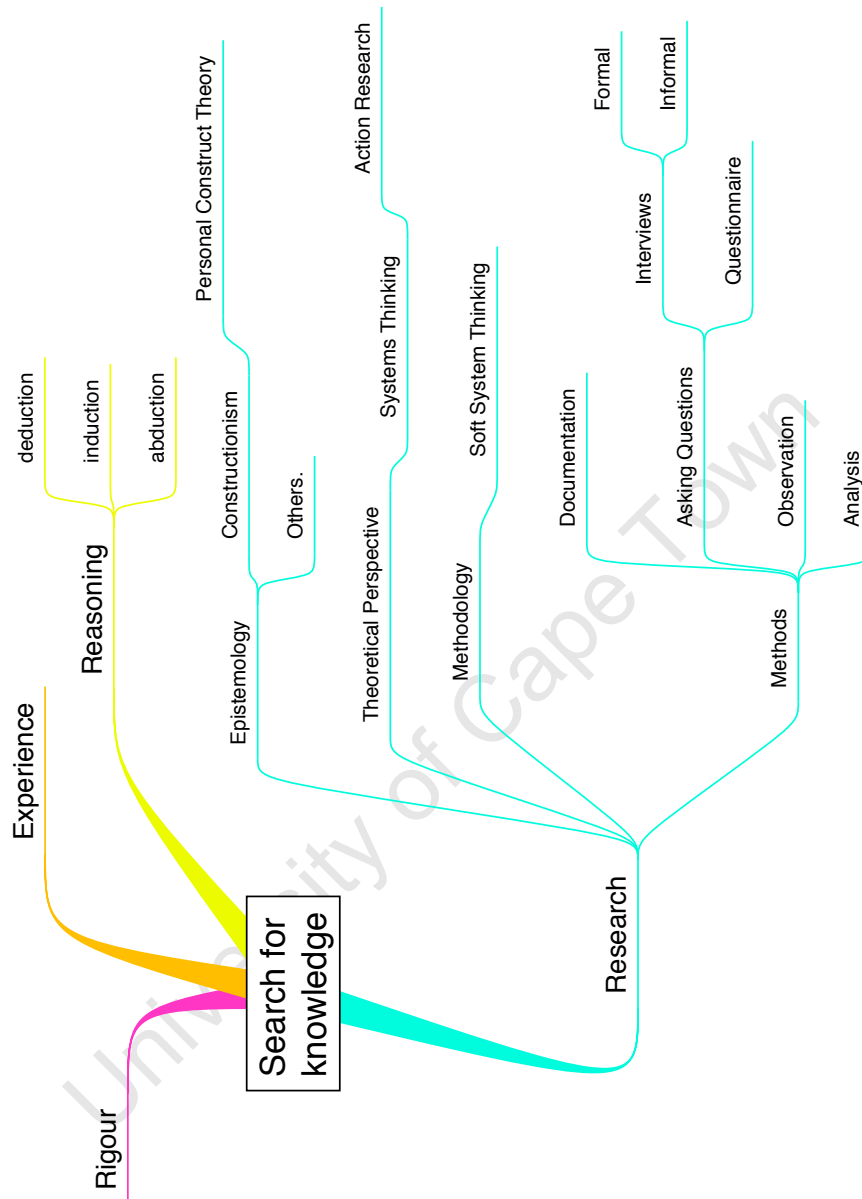 Rigour
Experience
Search for
knowledge
Reasoning
deduction
induction
abduction
Research
Epistemology
Constructionism
Personal Construct Theory
Others.
Theoretical Perspective
Systems Thinking
Action Research
Methodology
Soft System Thinking
Methods
Documentation
Asking Questions
Interviews
Formal
Informal
Questionnaire
Observation
Analysis
University of Cape Town